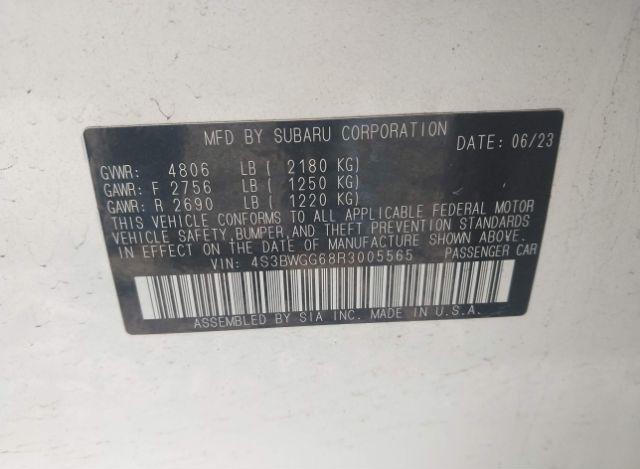 MFD BY SUBARU CORPORATION DATE: 06/23
GVWR: 4806 LB ( 2180 KG)
GAWR: F 2756 LB ( 1250 KG)
GAWR: R 2690 LB ( 1220 KG)
THIS VEHICLE CONFORMS TO ALL APPLICABLE FEDERAL MOTOR
VEHICLE SAFETY,BUMPER,AND THEFT PREVENTION STANDARDS
IN EFFECT ON THE DATE OF MANUFACTURE SHOWN ABOVE.
VIN: 4S3BWGG68R3005565 PASSENGER CAR
ASSEMBLED BY SIA INC. MADE IN U.S.A.